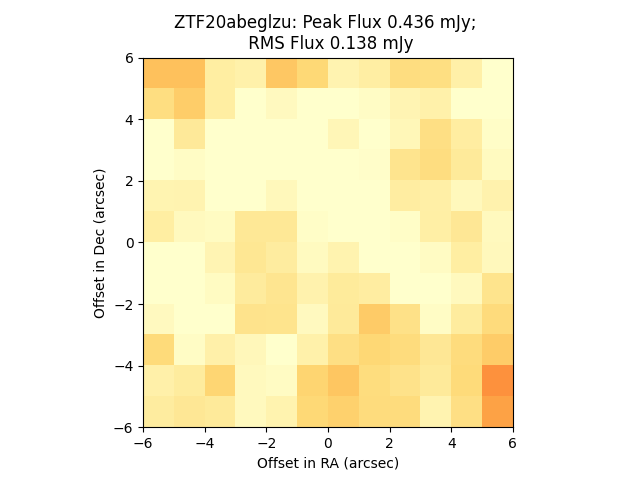 ZTF20abeglzu: Peak Flux 0.436 mJy;
RMS Flux 0.138 mJy
6
4
2
0
−2
−4
−6
Offset in Dec (arcsec)
−6 −4 −2 0 2 4 6
Offset in RA (arcsec)